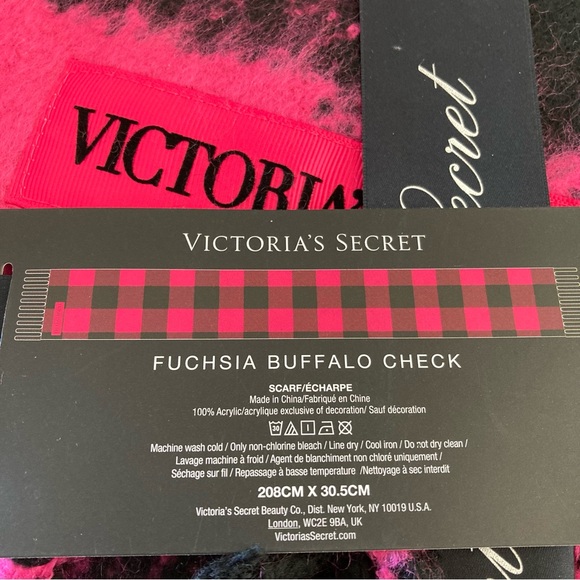 VICTORIA'S
ecret
VICTORIA'S SECRET
FUCHSIA BUFFALO CHECK
SCARF/ÉCHARPE
Made in China/Fabriqué en Chine
100% Acrylic/acrylique exclusive of decoration/ Sauf décoration
30
Machine wash cold / Only non-chlorine bleach / Line dry / Cool iron / Do not dry clean /
Lavage machine à froid / Agent de blanchiment non chloré uniquement /
Séchage sur fil / Repassage à basse temperature /Nettoyage à sec interdit
208CM X 30.5CM
Victoria's Secret Beauty Co., Dist. New York, NY 10019 U.S.A.
London, WC2E 9BA, UK
VictoriasSecret.com